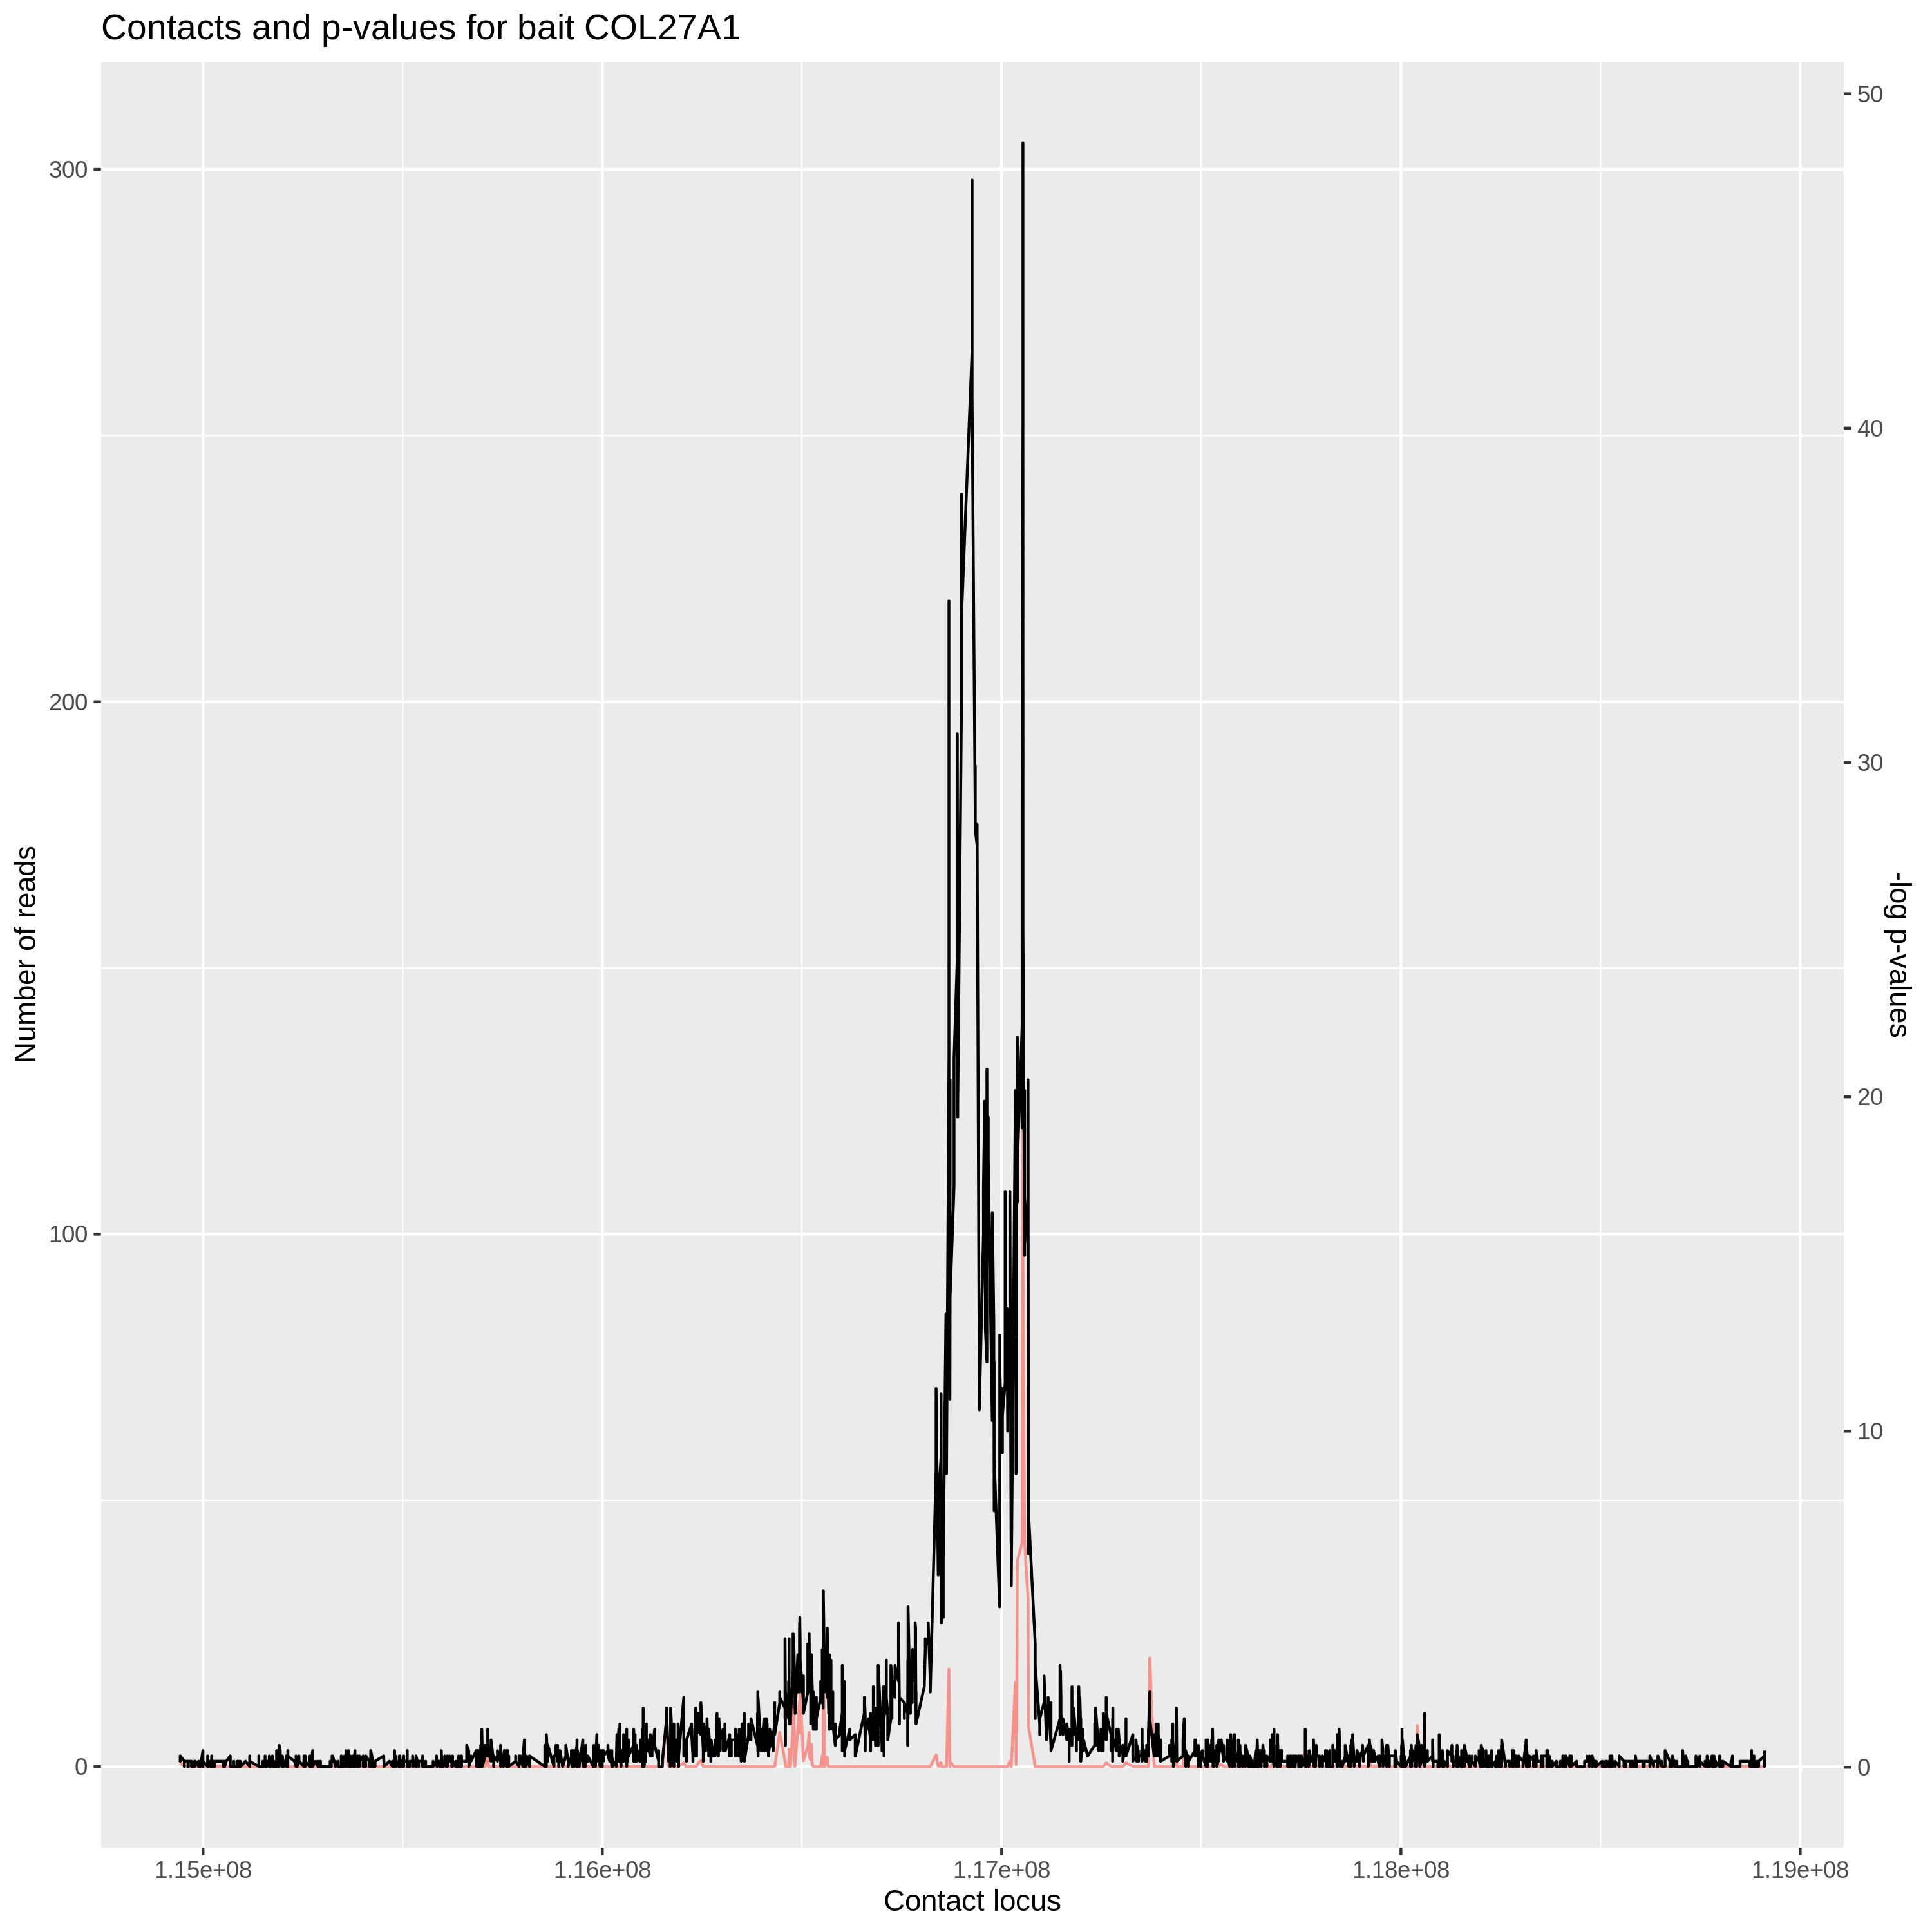 Contacts and p-values for bait COL27A1
300
200
100
0
Number of reads
50
40
30
20
10
0
-log p-values
1.15e+08
1.16e+08
1.17e+08
1.18e+08
1.19e+08
Contact locus